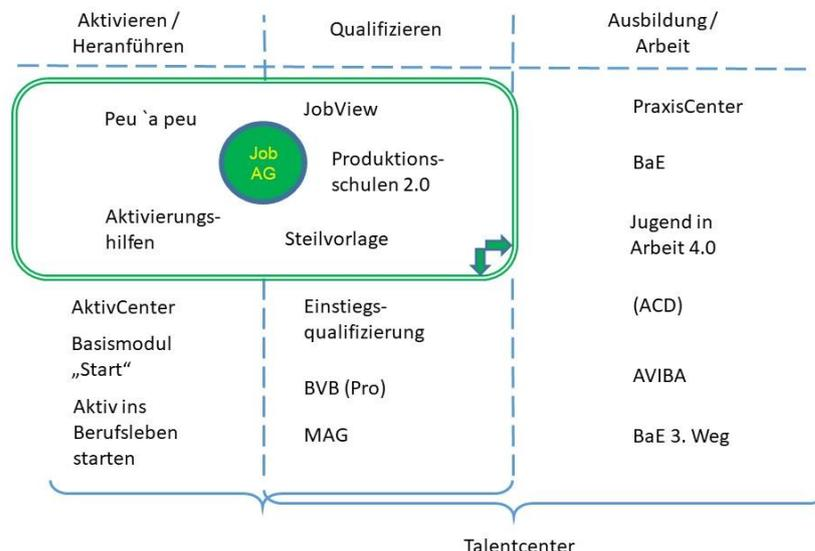 Aktivieren /
Heranführen
Qualifizieren
Ausbildung /
Arbeit
Peu `a peu
Aktivierungs-
hilfen
Job
AG
JobView
Produktions-
schulen 2.0
Steilvorlage
PraxisCenter
BaE
Jugend in
Arbeit 4.0
AktivCenter
Basismodul
„Start“
Aktiv ins
Berufsleben
starten
Einstiegs-
qualifizierung
BVB (Pro)
MAG
(ACD)
AVIBA
BaE 3. Weg
Talentcenter